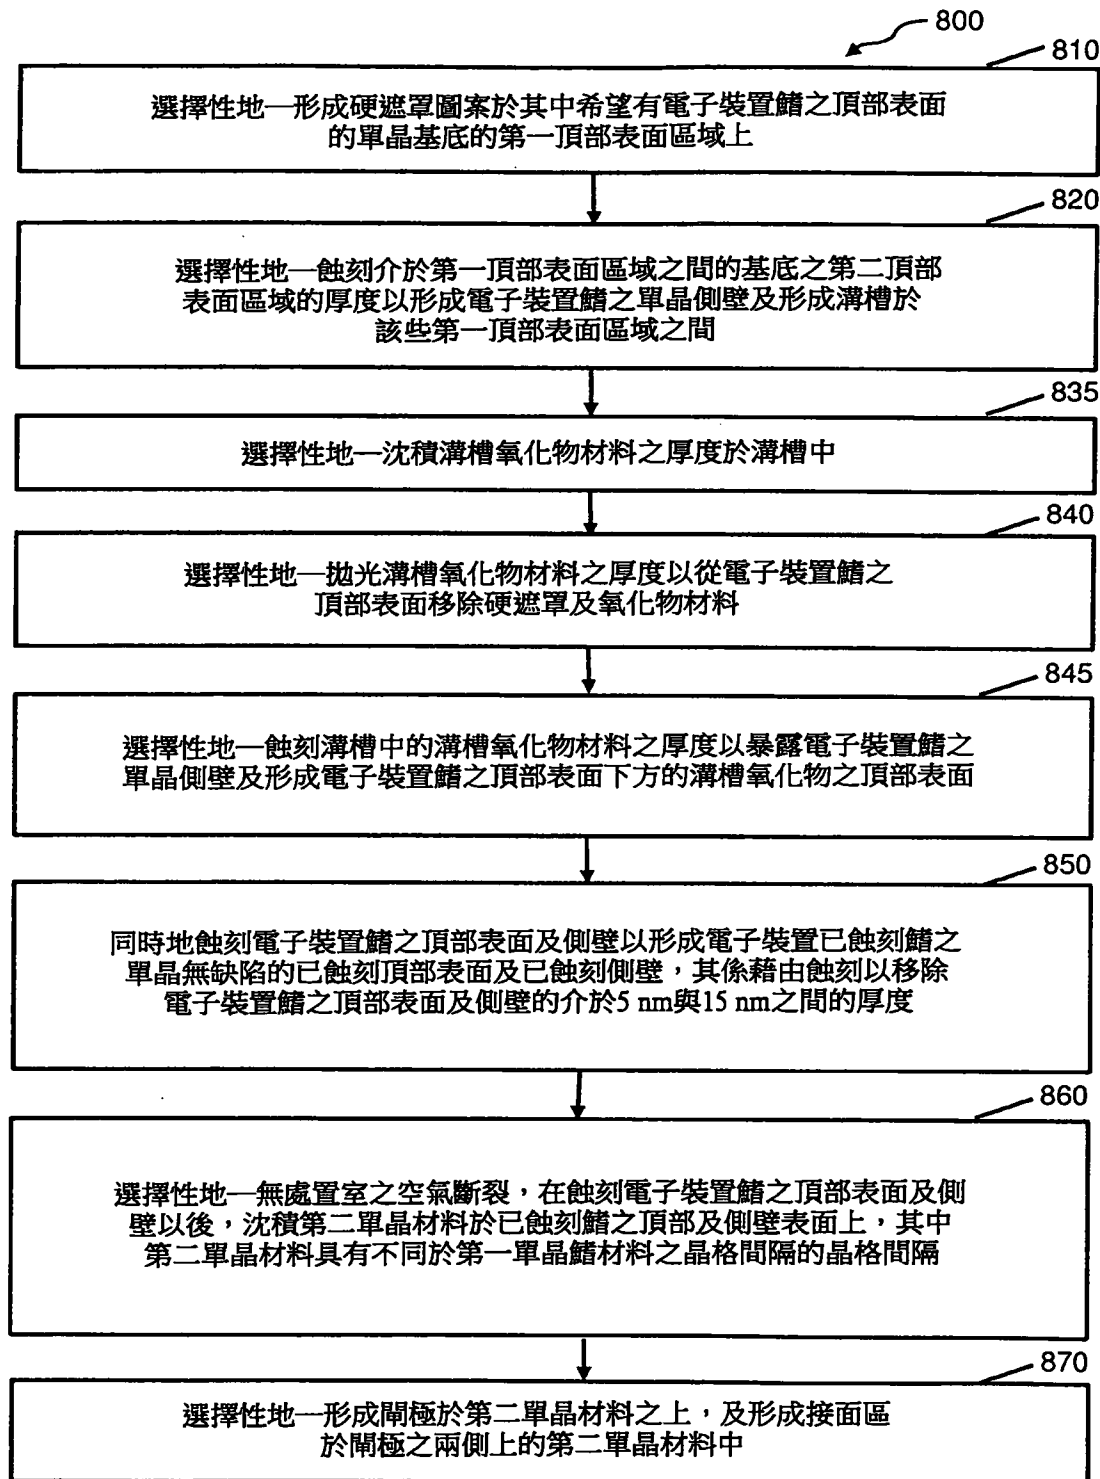 800
810
選擇性地—形成硬遮罩圖案於其中希望有電子裝置鰭之頂部表面
的單晶基底的第一頂部表面區域上
820
選擇性地—蝕刻介於第一頂部表面區域之間的基底之第二頂部
表面區域的厚度以形成電子裝置鰭之單晶側壁及形成溝槽於
該些第一頂部表面區域之間
835
選擇性地—沈積溝槽氧化物材料之厚度於溝槽中
840
選擇性地—拋光溝槽氧化物材料之厚度以從電子裝置鰭之
頂部表面移除硬遮罩及氧化物材料
845
選擇性地—蝕刻溝槽中的溝槽氧化物材料之厚度以暴露電子裝置鰭之
單晶側壁及形成電子裝置鰭之頂部表面下方的溝槽氧化物之頂部表面
850
同時地蝕刻電子裝置鰭之頂部表面及側壁以形成電子裝置已蝕刻鰭之
單晶無缺陷的已蝕刻頂部表面及已蝕刻側壁，其係藉由蝕刻以移除
電子裝置鰭之頂部表面及側壁的介於5 nm與15 nm之間的厚度
860
選擇性地—無處置室之空氣斷裂，在蝕刻電子裝置鰭之頂部表面及側
壁以後，沈積第二單晶材料於已蝕刻鰭之頂部及側壁表面上，其中
第二單晶材料具有不同於第一單晶鰭材料之晶格間隔的晶格間隔
870
選擇性地—形成閘極於第二單晶材料之上，及形成接面區
於閘極之兩側上的第二單晶材料中